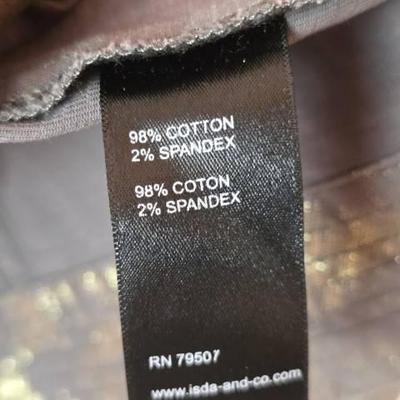 98% COTTON
2% SPANDEX
98% COTON
2% SPANDEX
RN 79507
www.isda-and-co.com